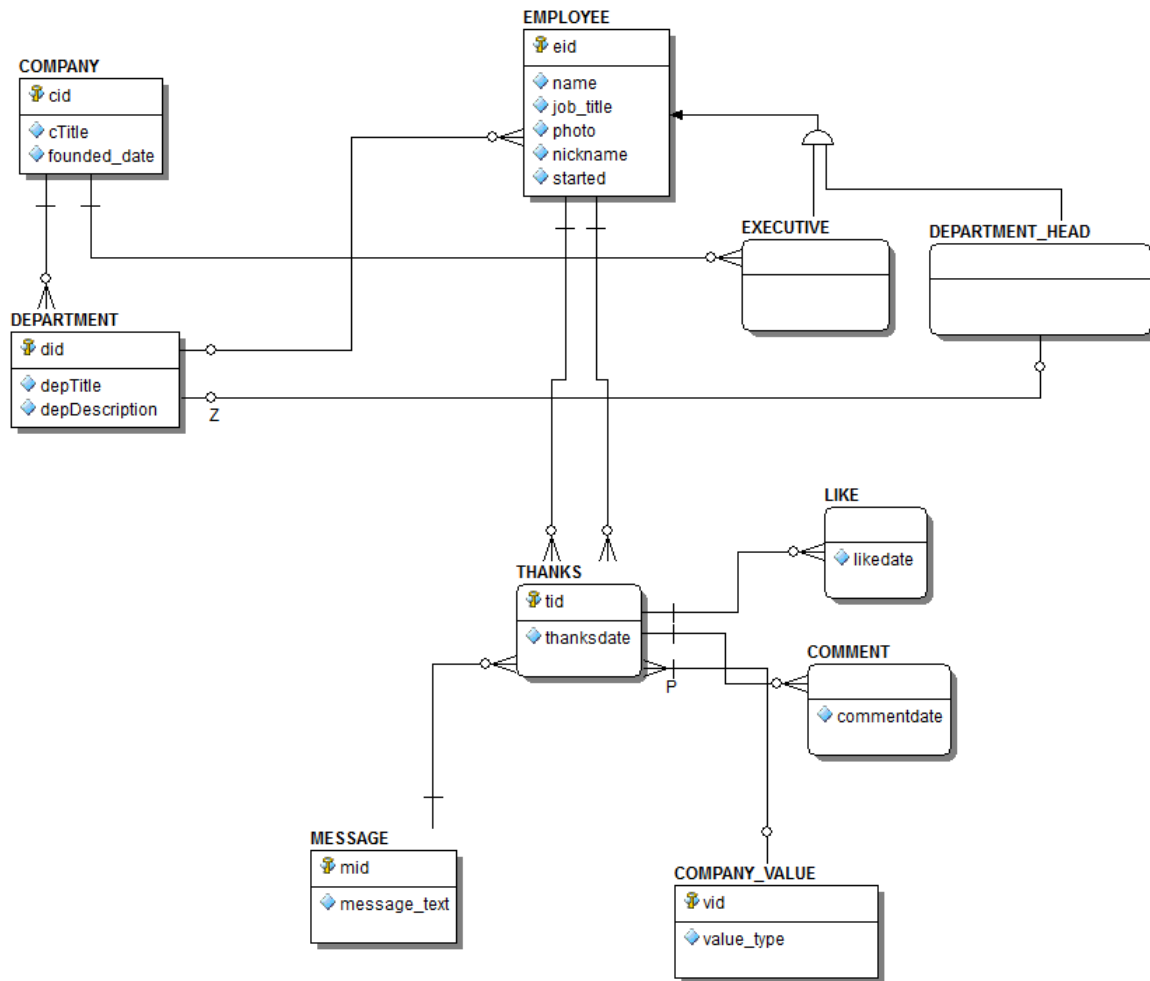 EMPLOYEE
eid
name
job_title
photo
nickname
started
COMPANY
cid
cTitle
founded_date
EXECUTIVE
DEPARTMENT_HEAD
DEPARTMENT
did
depTitle
depDescription
Z
LIKE
likedate
THANKS
tid
thanksdate
P
COMMENT
commentdate
MESSAGE
mid
message_text
COMPANY_VALUE
vid
value_type